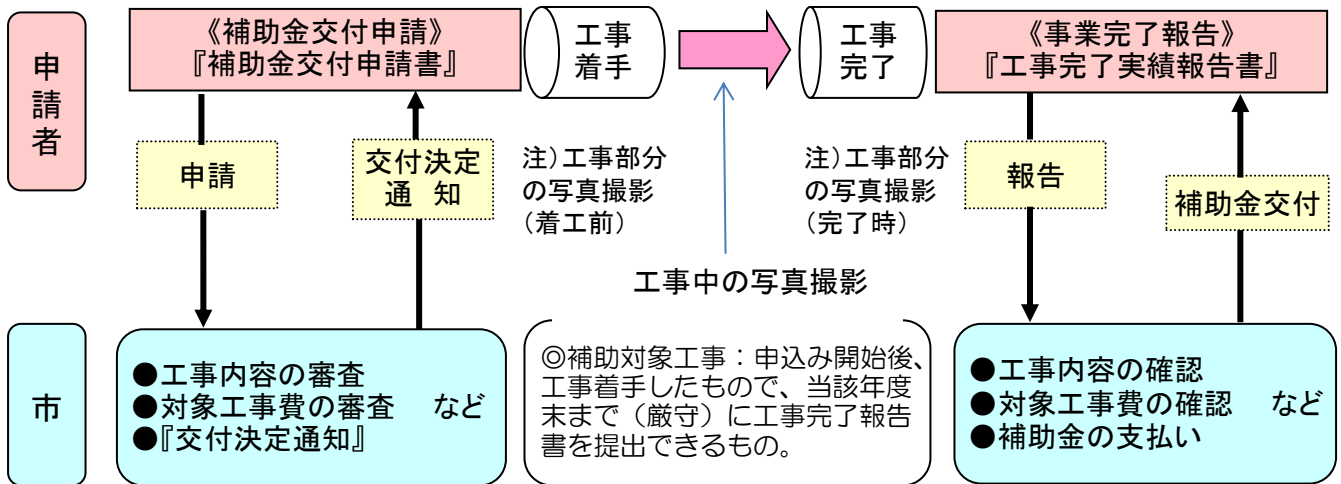 申
請
者
《補助金交付申請》
『補助金交付申請書』
工事
着手
工事
完了
《事業完了報告》
『工事完了実績報告書』
申請
交付決定
通 知
注)工事部分
の写真撮影
(着工前)
注)工事部分
の写真撮影
(完了時)
報告
補助金交付
工事中の写真撮影
市
●工事内容の審査
●対象工事費の審査 など
●『交付決定通知』
◎補助対象工事:申込み開始後、
工事着手したもので、当該年度
末まで(厳守)に工事完了報告
書を提出できるもの。
●工事内容の確認
●対象工事費の確認 など
●補助金の支払い